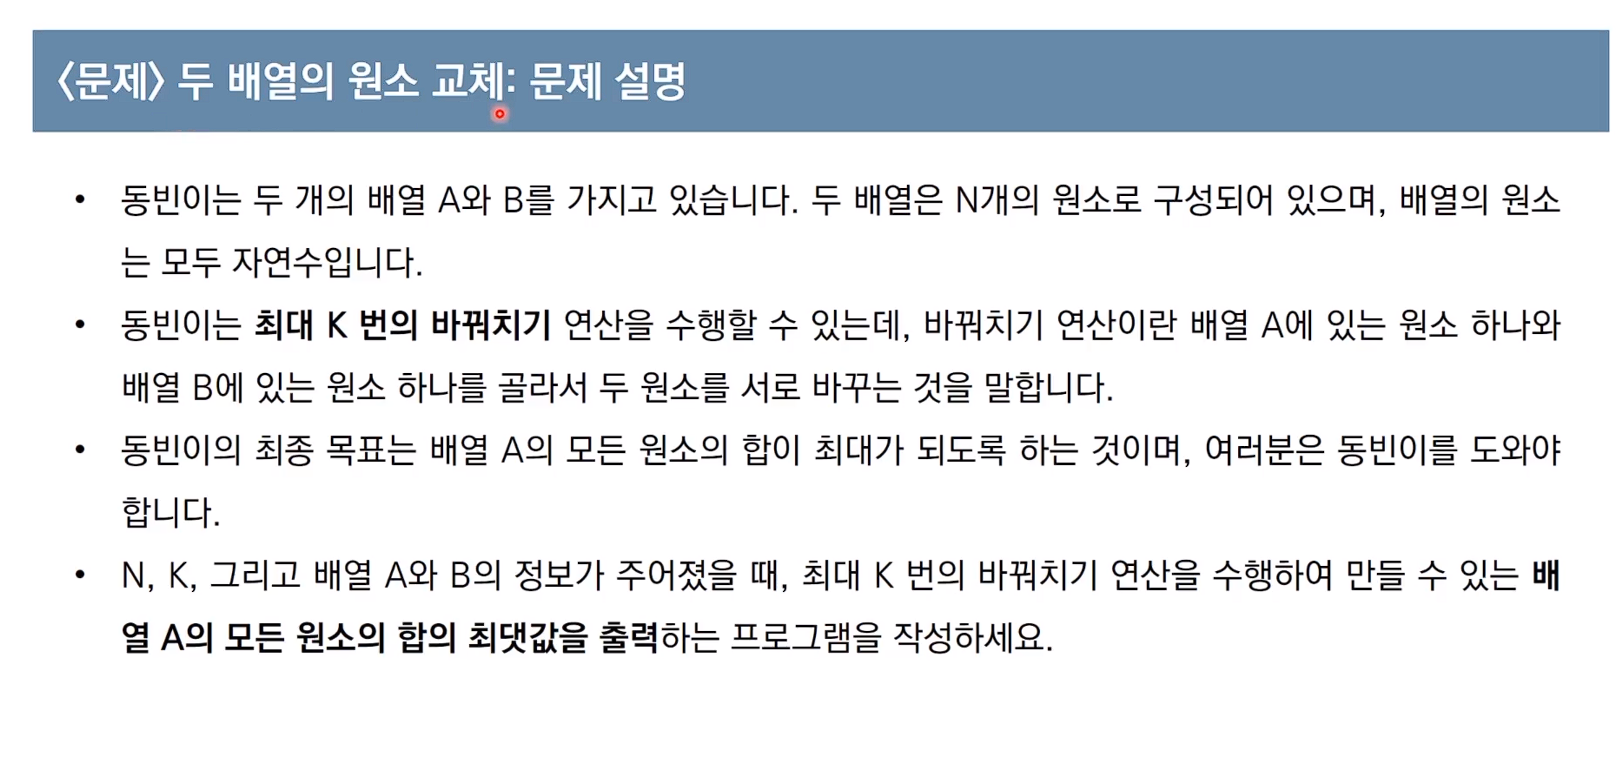 <문제> 두 배열의 원소 교체: 문제 설명
• 동빈이는 두 개의 배열 A와 B를 가지고 있습니다. 두 배열은 N개의 원소로 구성되어 있으며, 배열의 원소
는 모두 자연수입니다.
• 동빈이는 최대 K 번의 바꿔치기 연산을 수행할 수 있는데, 바꿔치기 연산이란 배열 A에 있는 원소 하나와
배열 B에 있는 원소 하나를 골라서 두 원소를 서로 바꾸는 것을 말합니다.
• 동빈이의 최종 목표는 배열 A의 모든 원소의 합이 최대가 되도록 하는 것이며, 여러분은 동빈이를 도와야
합니다.
• N, K, 그리고 배열 A와 B의 정보가 주어졌을 때, 최대 K 번의 바꿔치기 연산을 수행하여 만들 수 있는 배
열 A의 모든 원소의 합의 최댓값을 출력하는 프로그램을 작성하세요.